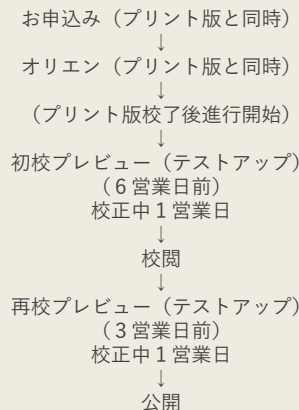 お申込み（プリント版と同時）
↓
オリエン（プリント版と同時）
↓
（プリント版校了後進行開始）
↓
初校プレビュー（テストアップ）
（６営業日前）
校正中１営業日
↓
校閲
↓
再校プレビュー（テストアップ）
（３営業日前）
校正中１営業日
↓
公開